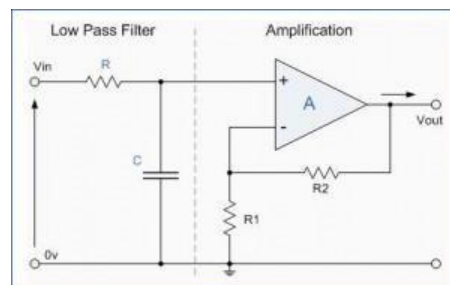 Low Pass Filter Amplification
Vin R
+
A
-
Vout
C
R2
R1
0v